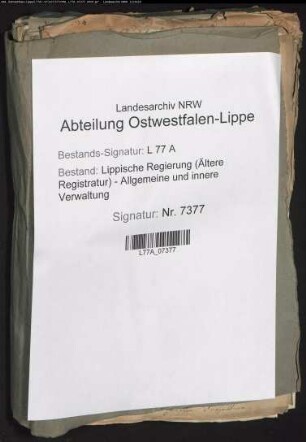 Landesarchiv NRW
Abteilung Ostwestfalen-Lippe
Bestands-Signatur: L 77 A
Bestand: Lippische Regierung (Ältere
Registratur) - Allgemeine und innere
Verwaltung
Signatur: Nr. 7377
L77A_07377